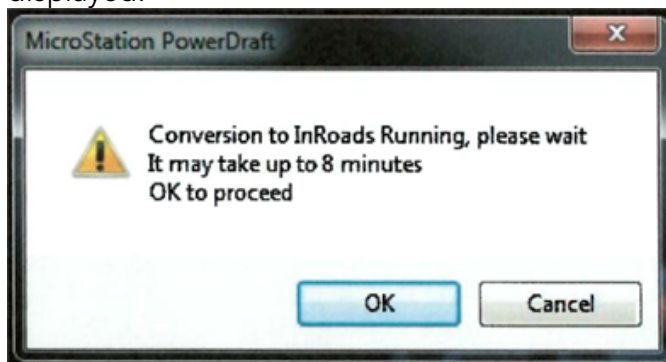 displayed.
MicroStation PowerDraft
Conversion to InRoads Running, please wait
It may take up to 8 minutes
OK to proceed
OK
Cancel